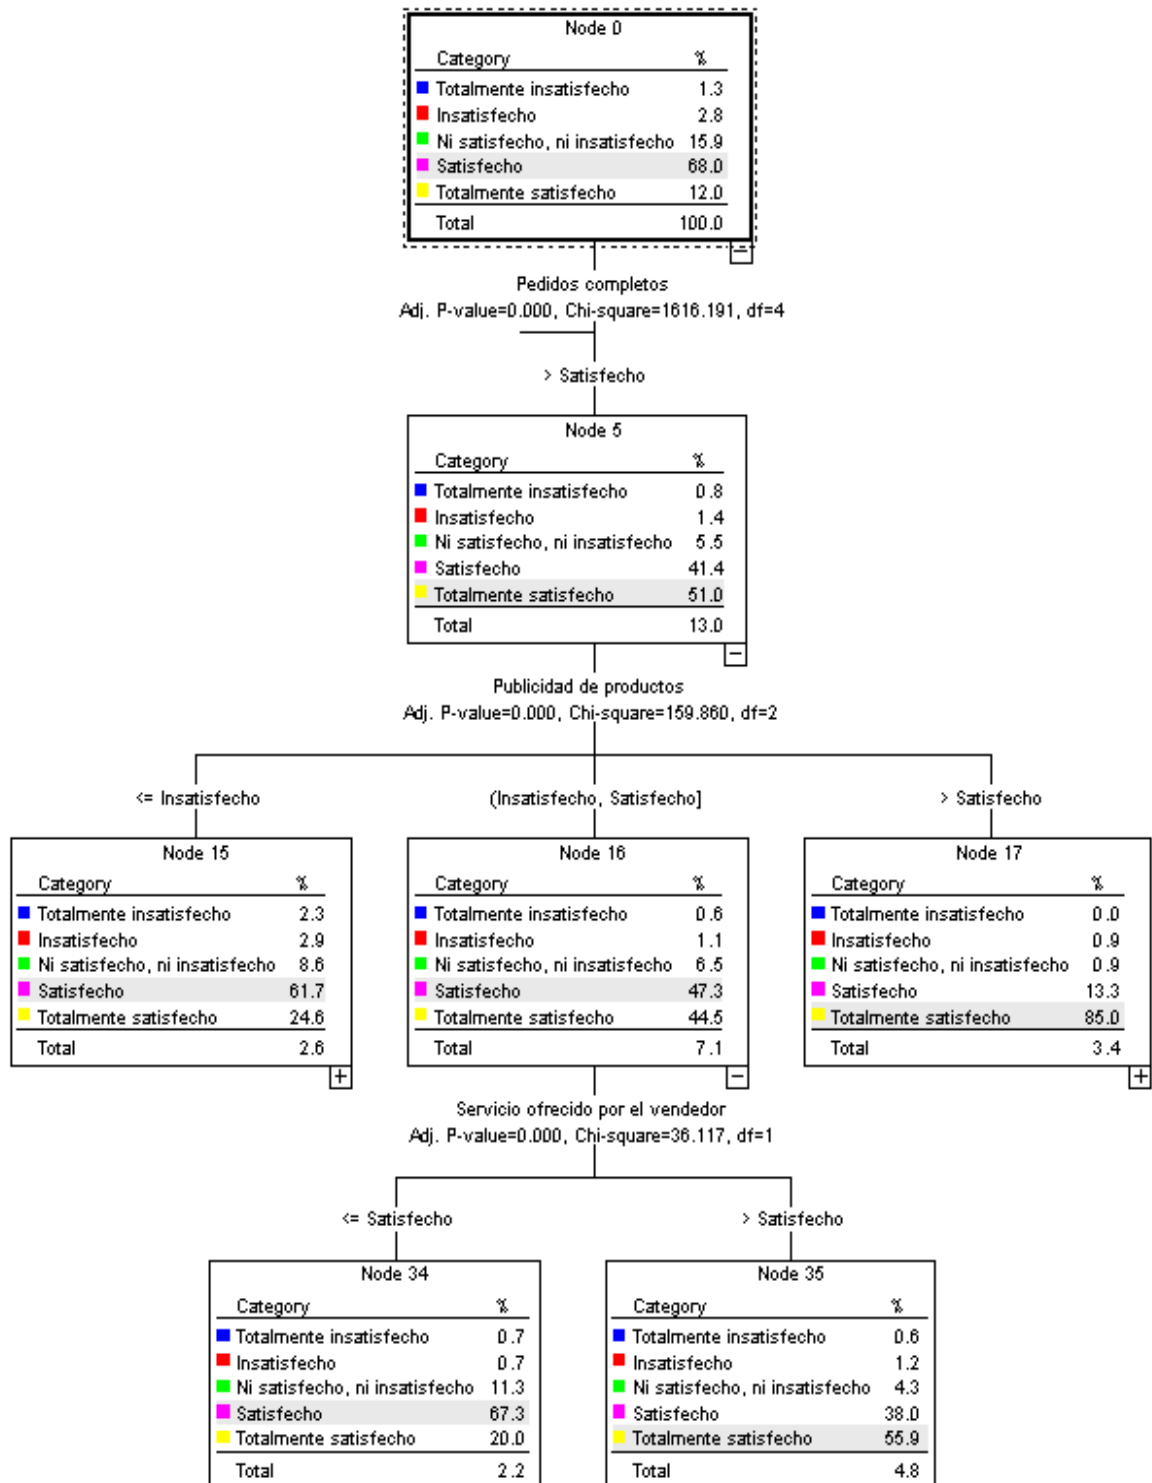 Node 0
Category %
Totalmente insatisfecho 1.3
Insatisfecho 2.8
Ni satisfecho, ni insatisfecho 15.9
Satisfecho 68.0
Totalmente satisfecho 12.0
Total 100.0
Pedidos completos
Adj. P-value=0.000, Chi-square=1616.191, df=4
> Satisfecho
Node 5
Category %
Totalmente insatisfecho 0.8
Insatisfecho 1.4
Ni satisfecho, ni insatisfecho 5.5
Satisfecho 41.4
Totalmente satisfecho 51.0
Total 13.0
Publicidad de productos
Adj. P-value=0.000, Chi-square=159.860, df=2
<= Insatisfecho
(Insatisfecho, Satisfecho]
> Satisfecho
Node 15
Category %
Totalmente insatisfecho 2.3
Insatisfecho 2.9
Ni satisfecho, ni insatisfecho 8.6
Satisfecho 61.7
Totalmente satisfecho 24.6
Total 2.6
Node 16
Category %
Totalmente insatisfecho 0.6
Insatisfecho 1.1
Ni satisfecho, ni insatisfecho 6.5
Satisfecho 47.3
Totalmente satisfecho 44.5
Total 7.1
Node 17
Category %
Totalmente insatisfecho 0.0
Insatisfecho 0.9
Ni satisfecho, ni insatisfecho 0.9
Satisfecho 13.3
Totalmente satisfecho 85.0
Total 3.4
Servicio ofrecido por el vendedor
Adj. P-value=0.000, Chi-square=36.117, df=1
<= Satisfecho
> Satisfecho
Node 34
Category %
Totalmente insatisfecho 0.7
Insatisfecho 0.7
Ni satisfecho, ni insatisfecho 11.3
Satisfecho 67.3
Totalmente satisfecho 20.0
Total 2.2
Node 35
Category %
Totalmente insatisfecho 0.6
Insatisfecho 1.2
Ni satisfecho, ni insatisfecho 4.3
Satisfecho 38.0
Totalmente satisfecho 55.9
Total 4.8